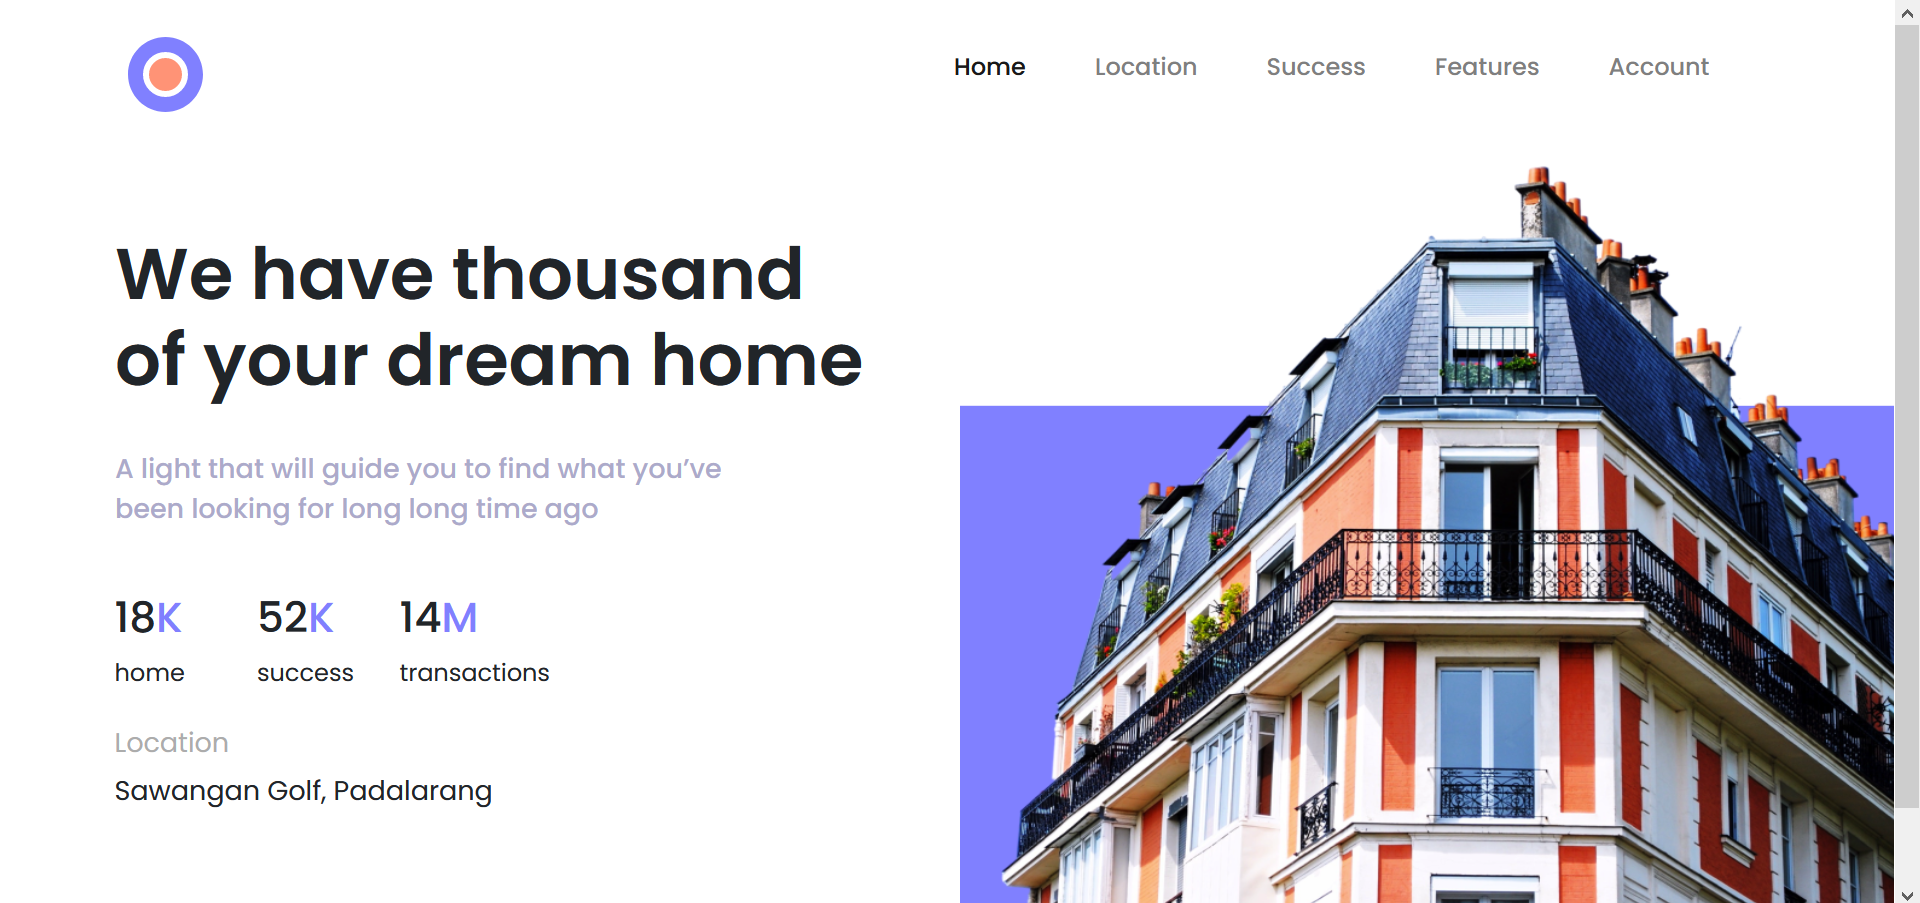 Home Location Success Features Account
We have thousand
of your dream home
A light that will guide you to find what you’ve
been looking for long long time ago
18K 52K 14M
home success transactions
Location
Sawangan Golf, Padalarang